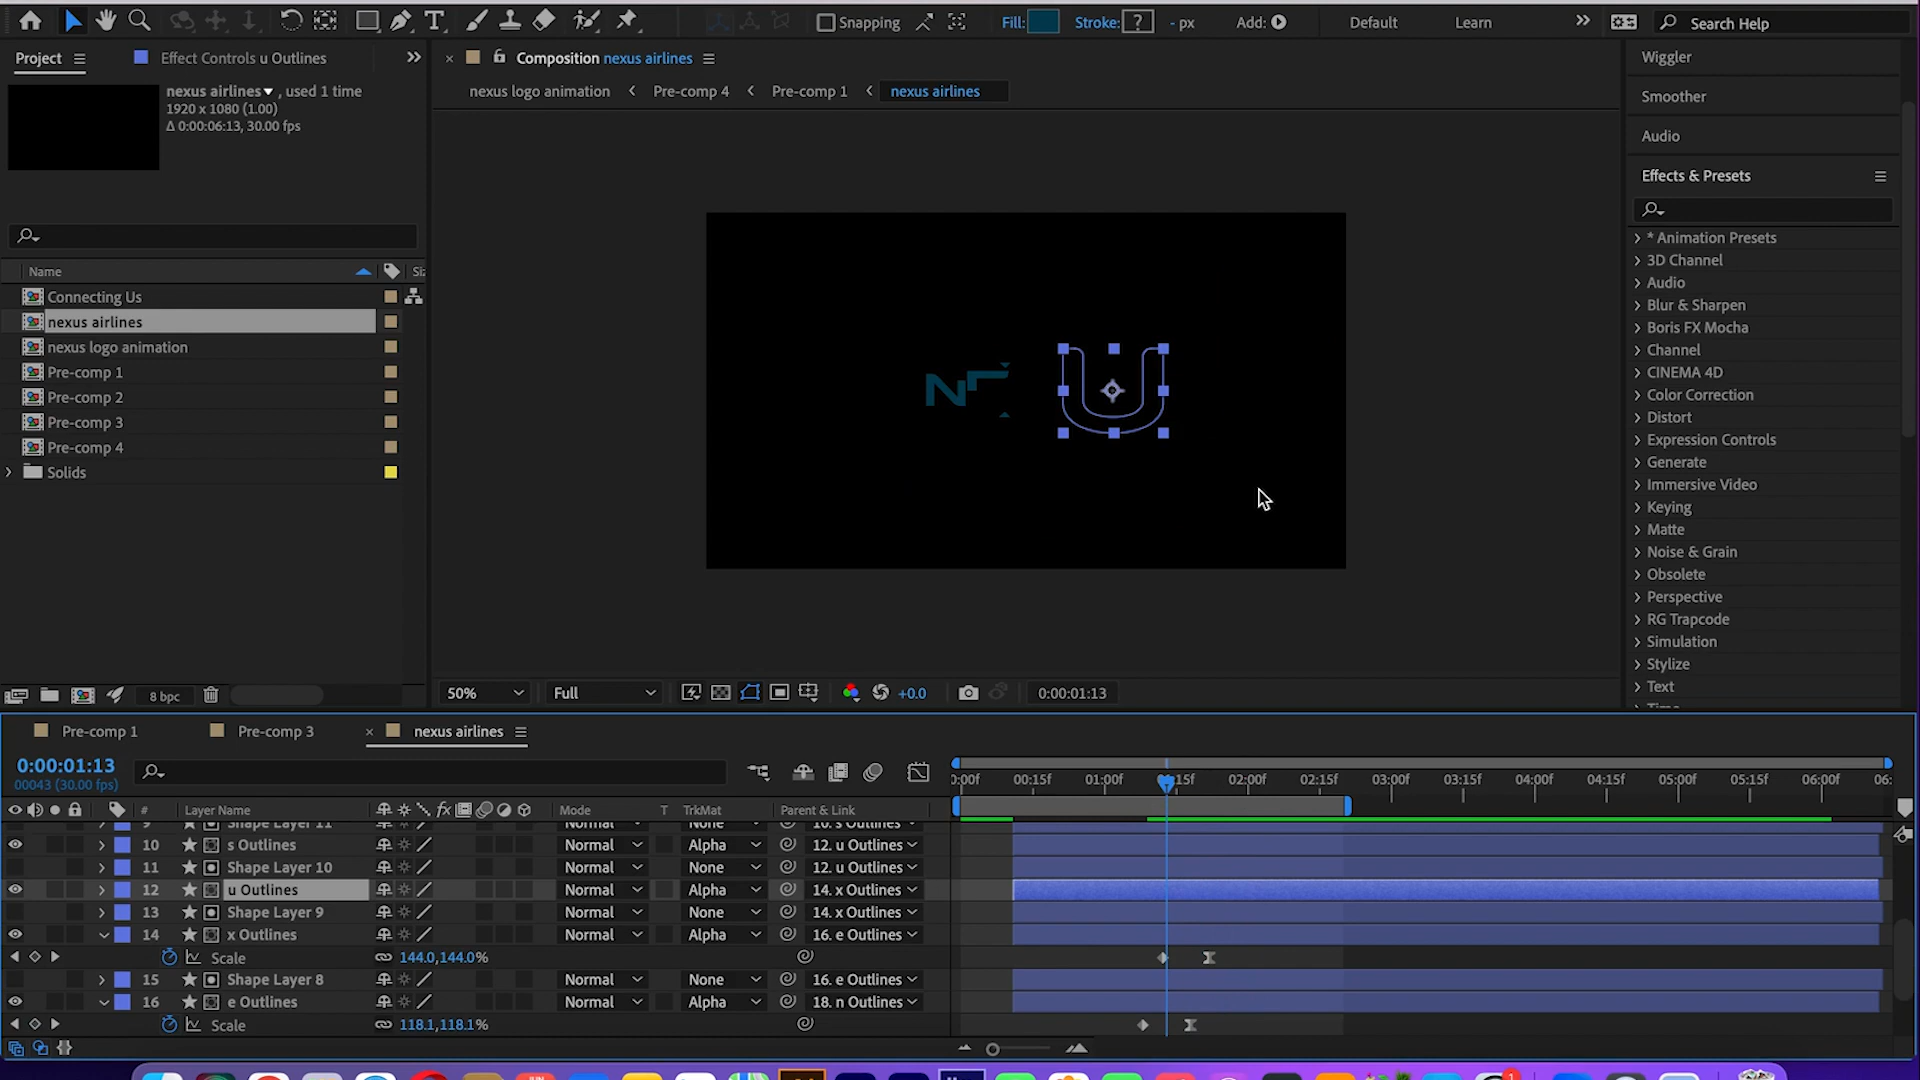 Snapping
Fill:
Stroke: ?
- px
Add:
Default
Learn
Search Help
Project
Effect Controls u Outlines
Composition nexus airlines
nexus airlines , used 1 time
1920 x 1080 (1.00)
Δ 0:00:06:13, 30.00 fps
nexus logo animation
Pre-comp 4
Pre-comp 1
nexus airlines
Name
Connecting Us
nexus airlines
nexus logo animation
Pre-comp 1
Pre-comp 2
Pre-comp 3
Pre-comp 4
Solids
8 bpc
50%
Full
+0.0
0:00:01:13
Wiggler
Smoother
Audio
Effects & Presets
* Animation Presets
3D Channel
Audio
Blur & Sharpen
Boris FX Mocha
Channel
CINEMA 4D
Color Correction
Distort
Expression Controls
Generate
Immersive Video
Keying
Matte
Noise & Grain
Obsolete
Perspective
RG Trapcode
Simulation
Stylize
Text
Pre-comp 1
Pre-comp 3
nexus airlines
0:00:01:13
00043 (30.00 fps)
:00f 00:15f 01:00f 15f 02:00f 02:15f 03:00f 03:15f 04:00f 04:15f 05:00f 05:15f 06:00f 06:
# Layer Name fx Mode T TrkMat Parent & Link
9 Shape Layer 11 Normal None 10. s Outlines
10 s Outlines Normal Alpha 12. u Outlines
11 Shape Layer 10 Normal None 12. u Outlines
12 u Outlines Normal Alpha 14. x Outlines
13 Shape Layer 9 Normal None 14. x Outlines
14 x Outlines Normal Alpha 16. e Outlines
Scale 144.0,144.0%
15 Shape Layer 8 Normal None 16. e Outlines
16 e Outlines Normal Alpha 18. n Outlines
Scale 118.1,118.1%